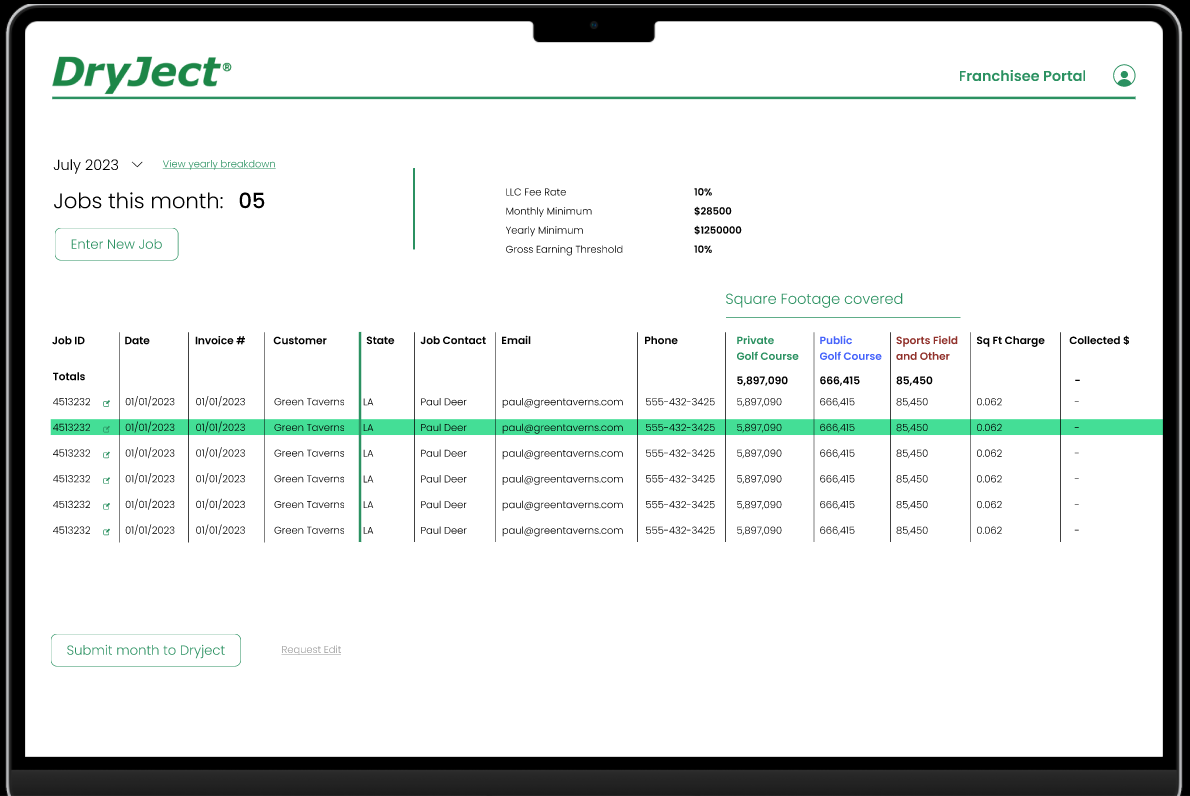 DryJect®
Franchisee Portal
July 2023 View yearly breakdown
Jobs this month: 05
Enter New Job
LLC Fee Rate 10%
Monthly Minimum $28500
Yearly Minimum $1250000
Gross Earning Threshold 10%
Square Footage covered
Job ID Date Invoice # Customer State Job Contact Email Phone Private Golf Course Public Golf Course Sports Field and Other Sq Ft Charge Collected $
Totals 5,897,090 666,415 85,450 -
4513232 01/01/2023 01/01/2023 Green Taverns LA Paul Deer paul@greentaverns.com 555-432-3425 5,897,090 666,415 85,450 0.062 -
4513232 01/01/2023 01/01/2023 Green Taverns LA Paul Deer paul@greentaverns.com 555-432-3425 5,897,090 666,415 85,450 0.062 -
4513232 01/01/2023 01/01/2023 Green Taverns LA Paul Deer paul@greentaverns.com 555-432-3425 5,897,090 666,415 85,450 0.062 -
4513232 01/01/2023 01/01/2023 Green Taverns LA Paul Deer paul@greentaverns.com 555-432-3425 5,897,090 666,415 85,450 0.062 -
4513232 01/01/2023 01/01/2023 Green Taverns LA Paul Deer paul@greentaverns.com 555-432-3425 5,897,090 666,415 85,450 0.062 -
4513232 01/01/2023 01/01/2023 Green Taverns LA Paul Deer paul@greentaverns.com 555-432-3425 5,897,090 666,415 85,450 0.062 -
Submit month to Dryject Request Edit